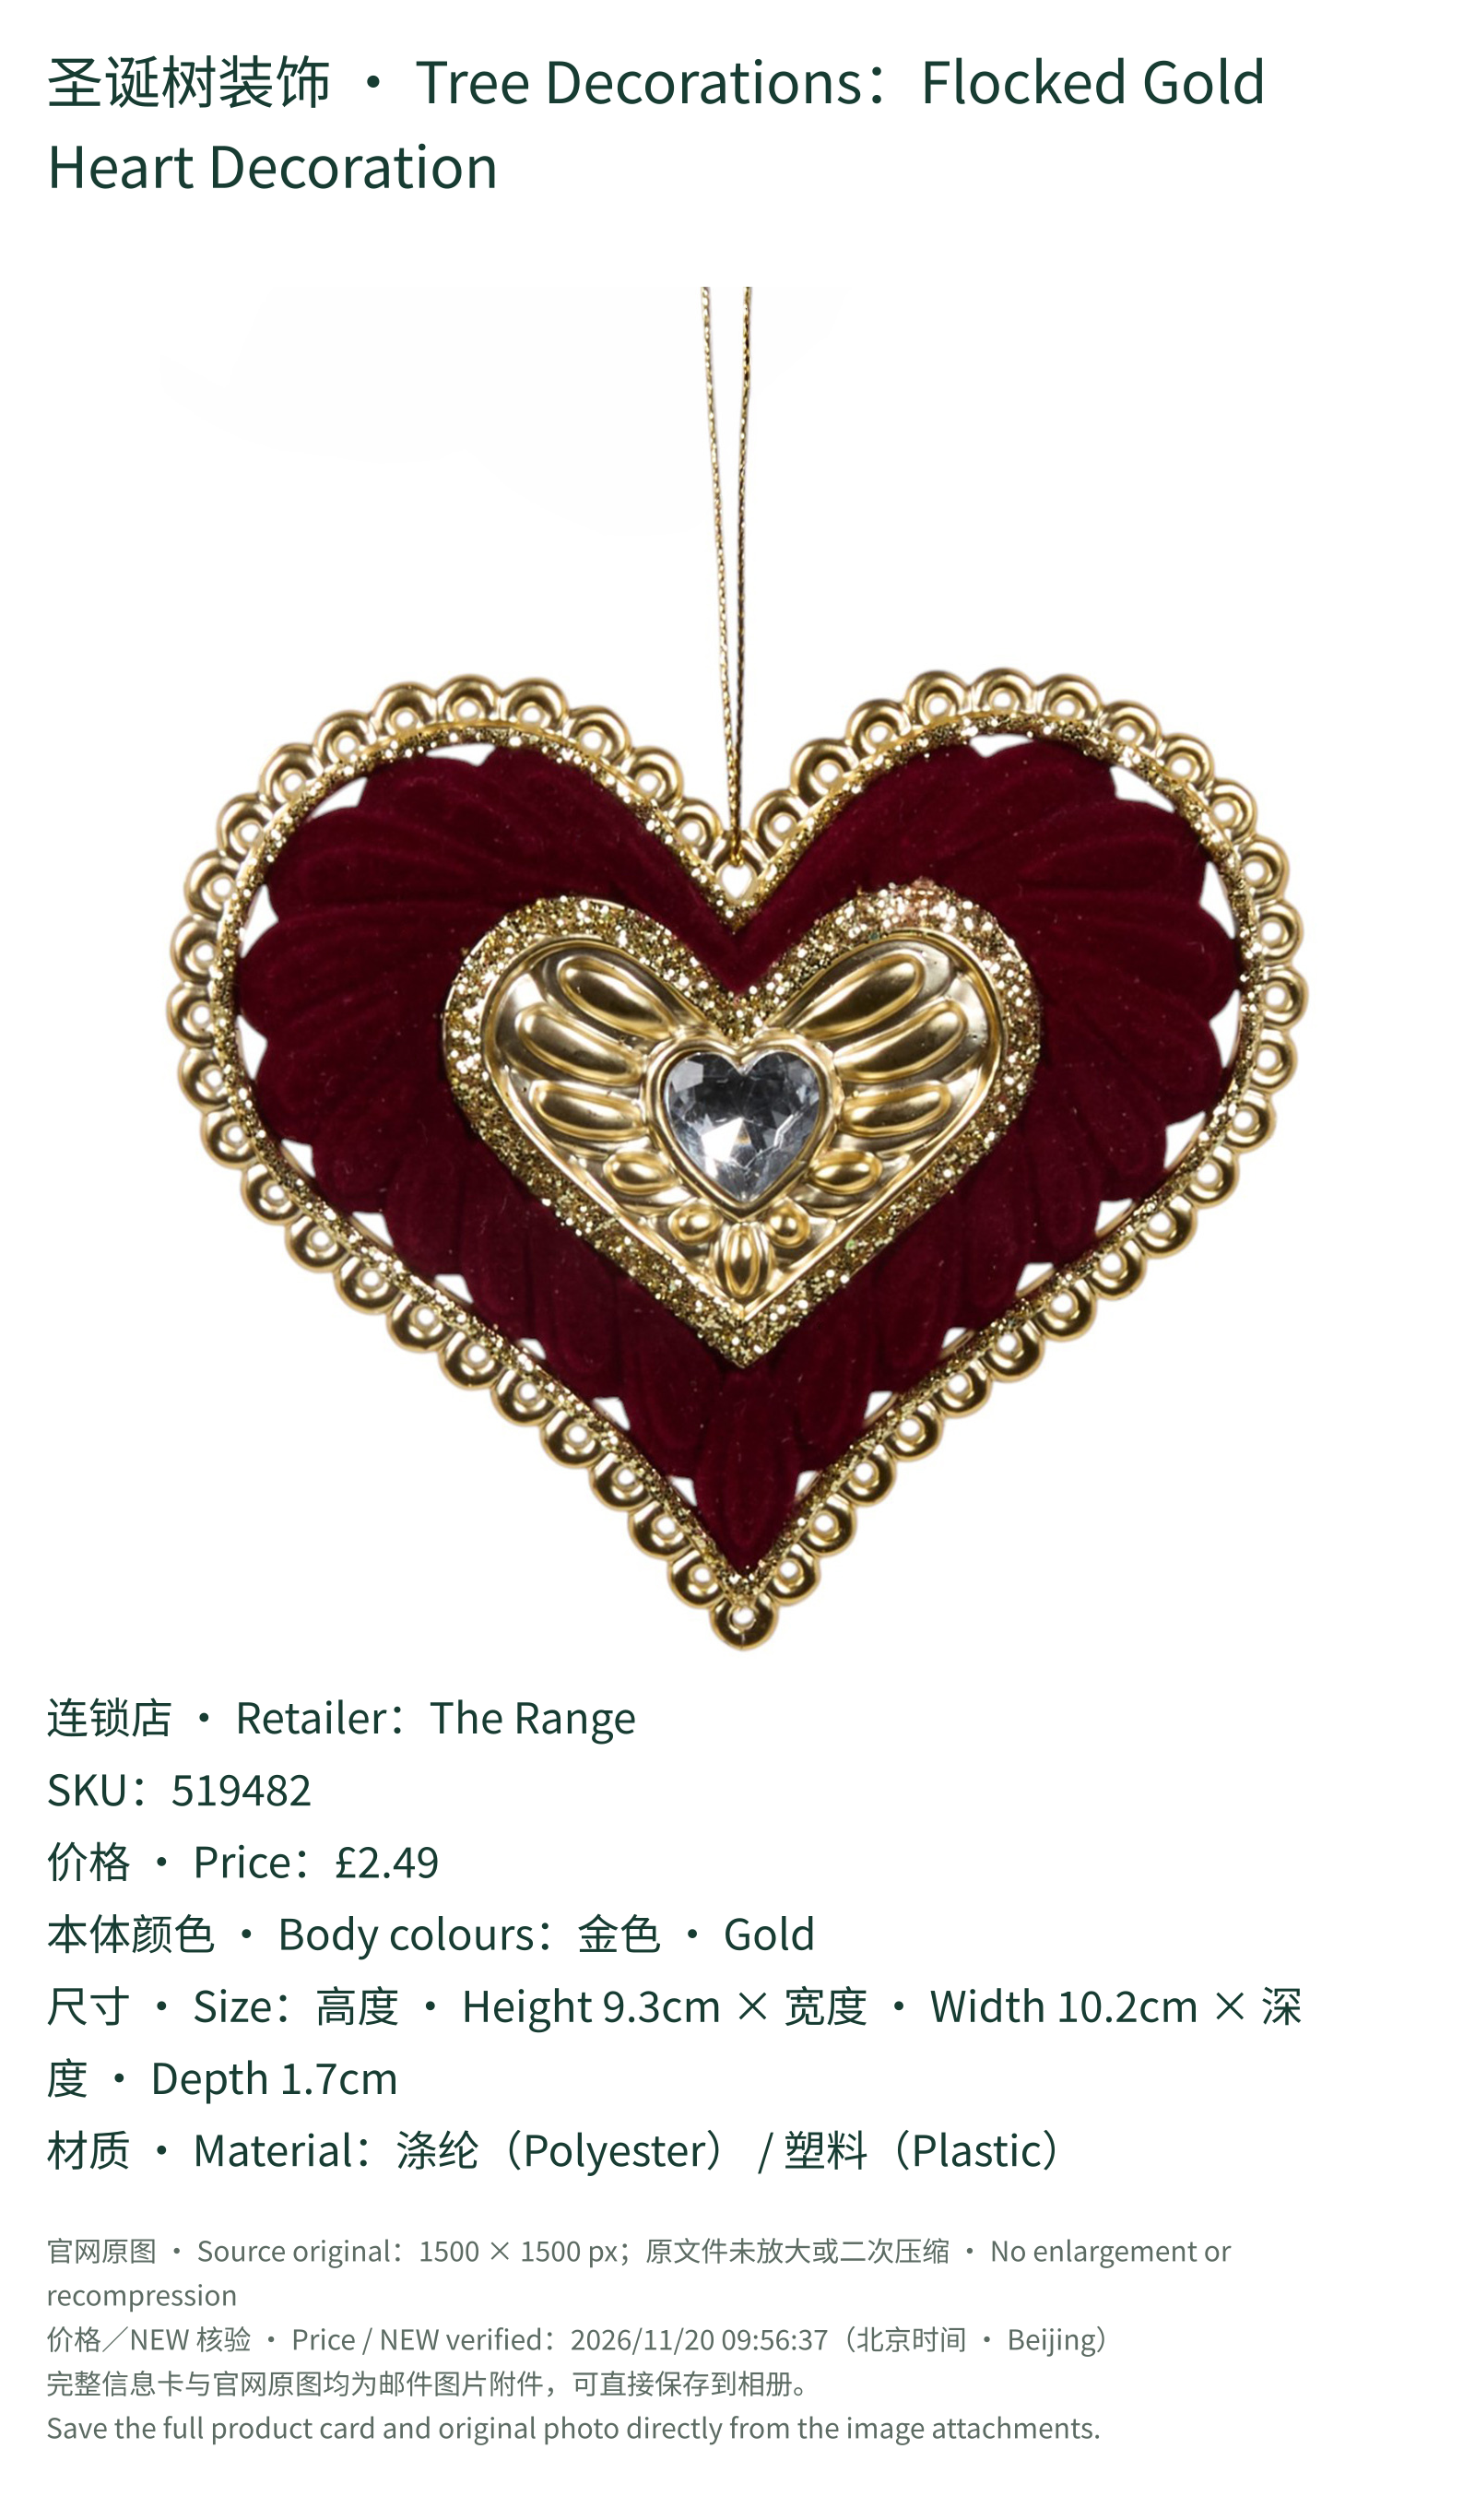 圣诞树装饰 · Tree Decorations：Flocked Gold
Heart Decoration
连锁店 · Retailer：The Range
SKU：519482
价格 · Price：£2.49
本体颜色 · Body colours：金色 · Gold
尺寸 · Size：高度 · Height 9.3cm × 宽度 · Width 10.2cm × 深
度 · Depth 1.7cm
材质 · Material：涤纶（Polyester） / 塑料（Plastic）
官网原图 · Source original：1500 × 1500 px；原文件未放大或二次压缩 · No enlargement or
recompression
价格／NEW 核验 · Price / NEW verified：2026/11/20 09:56:37（北京时间 · Beijing）
完整信息卡与官网原图均为邮件图片附件，可直接保存到相册。
Save the full product card and original photo directly from the image attachments.